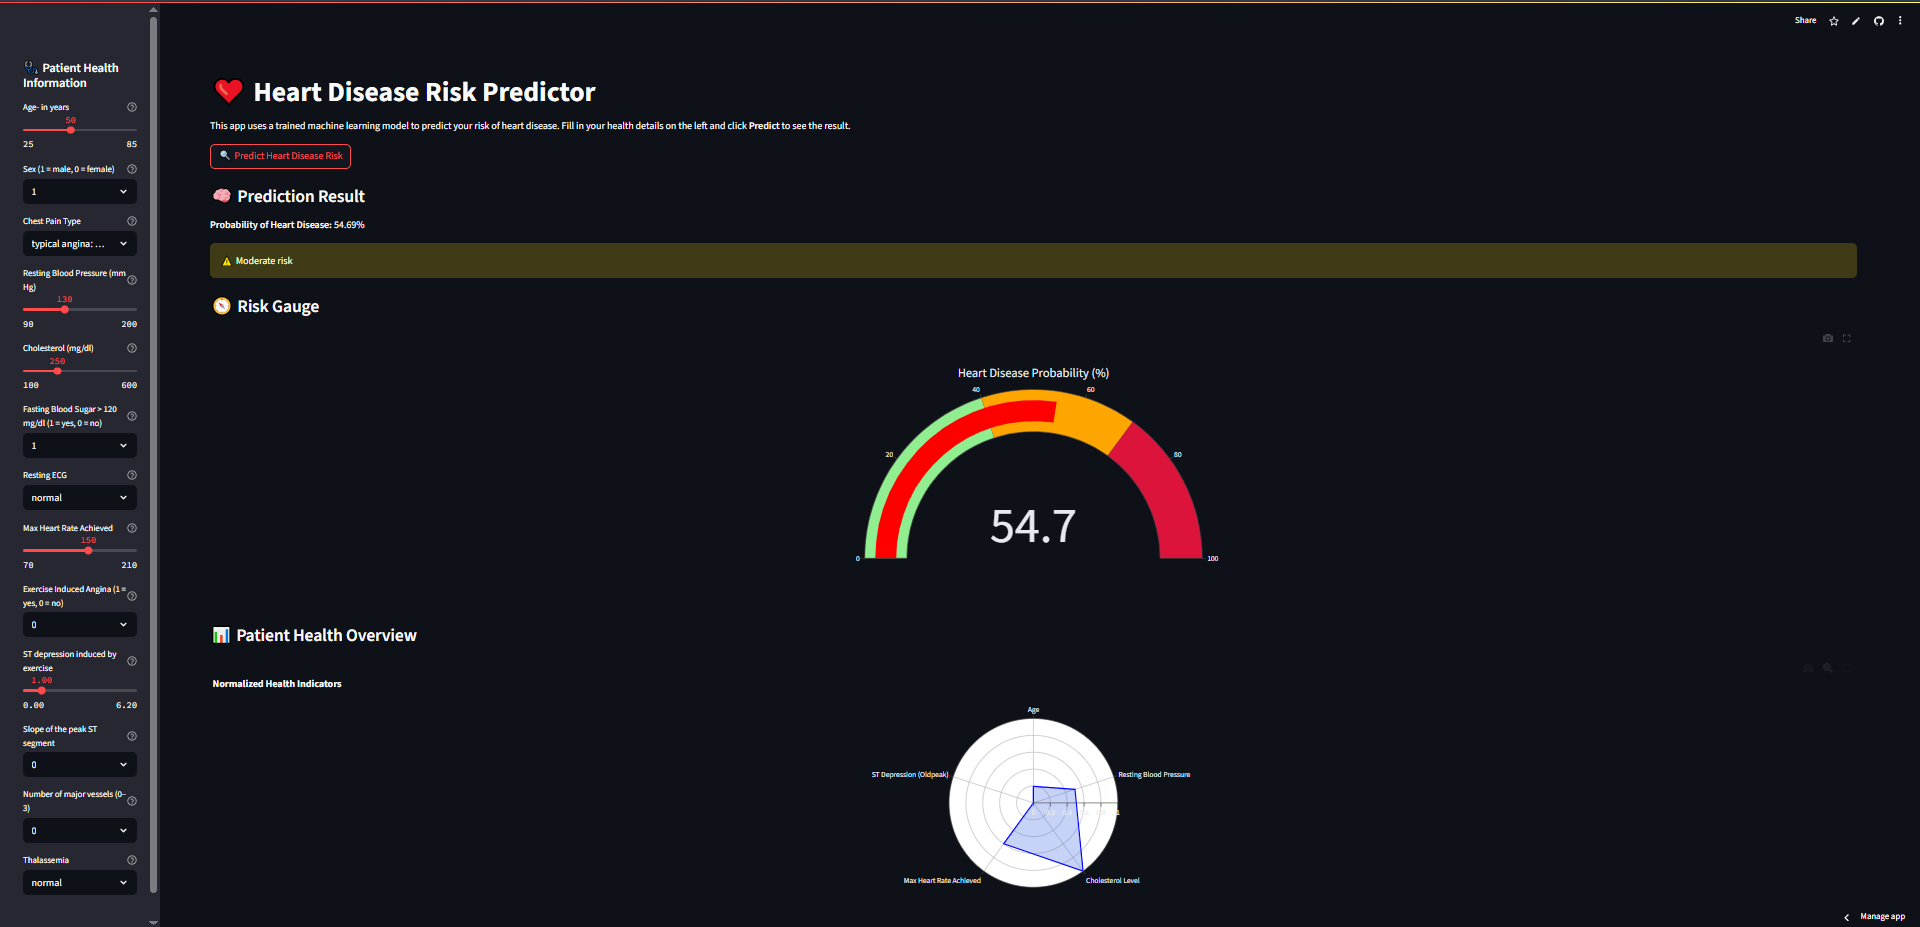 Share
Patient Health
Information
Age- in years
50
25 85
Sex (1 = male, 0 = female)
1
Chest Pain Type
typical angina: ...
Resting Blood Pressure (mm
Hg)
130
90 200
Cholesterol (mg/dl)
250
100 600
Fasting Blood Sugar > 120
mg/dl (1 = yes, 0 = no)
1
Resting ECG
normal
Max Heart Rate Achieved
150
70 210
Exercise Induced Angina (1 =
yes, 0 = no)
0
ST depression induced by
exercise
1.00
0.00 6.20
Slope of the peak ST
segment
0
Number of major vessels (0–
3)
0
Thalassemia
normal
Heart Disease Risk Predictor
This app uses a trained machine learning model to predict your risk of heart disease. Fill in your health details on the left and click Predict to see the result.
Predict Heart Disease Risk
Prediction Result
Probability of Heart Disease: 54.69%
Moderate risk
Risk Gauge
Heart Disease Probability (%)
40 60
20 80
54.7
0 100
Patient Health Overview
Normalized Health Indicators
Age
ST Depression (Oldpeak) Resting Blood Pressure
Max Heart Rate Achieved Cholesterol Level
Manage app